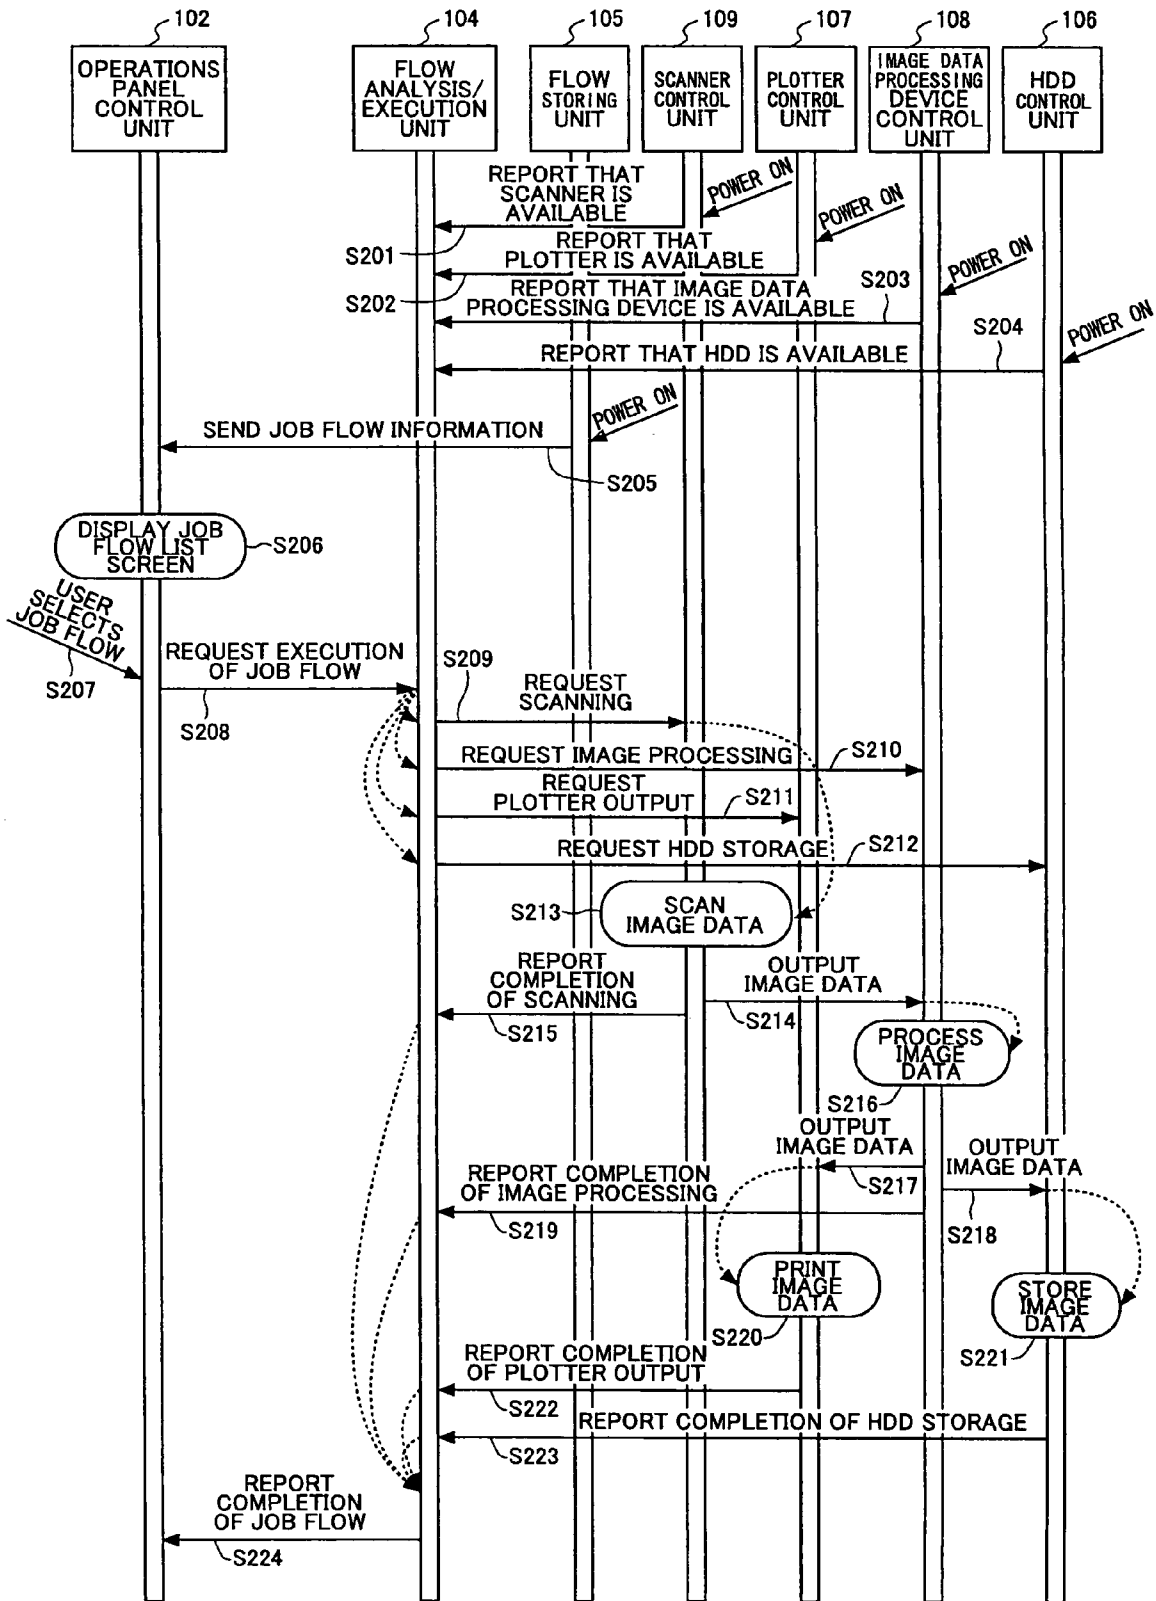 102
104
105
109
107
108
106
OPERATIONS
PANEL
CONTROL
UNIT
FLOW
ANALYSIS/
EXECUTION
UNIT
FLOW
STORING
UNIT
SCANNER
CONTROL
UNIT
PLOTTER
CONTROL
UNIT
IMAGE DATA
PROCESSING
DEVICE
CONTROL
UNIT
HDD
CONTROL
UNIT
REPORT THAT
SCANNER IS
AVAILABLE
POWER ON
S201
REPORT THAT
PLOTTER IS AVAILABLE
POWER ON
S202
REPORT THAT IMAGE DATA
PROCESSING DEVICE IS AVAILABLE
S203
POWER ON
REPORT THAT HDD IS AVAILABLE
S204
POWER ON
SEND JOB FLOW INFORMATION
POWER ON
S205
DISPLAY JOB
FLOW LIST
SCREEN
S206
USER
SELECTS
JOB FLOW
S207
REQUEST EXECUTION
OF JOB FLOW
S208
S209
REQUEST
SCANNING
REQUEST IMAGE PROCESSING
S210
REQUEST
PLOTTER OUTPUT
S211
REQUEST HDD STORAGE
S212
S213
SCAN
IMAGE DATA
REPORT
COMPLETION
OF SCANNING
S215
OUTPUT
IMAGE DATA
S214
PROCESS
IMAGE
DATA
S216
OUTPUT
IMAGE DATA
S217
OUTPUT
IMAGE DATA
S218
REPORT COMPLETION
OF IMAGE PROCESSING
S219
PRINT
IMAGE
DATA
S220
STORE
IMAGE
DATA
S221
REPORT COMPLETION
OF PLOTTER OUTPUT
S222
REPORT COMPLETION OF HDD STORAGE
S223
REPORT
COMPLETION
OF JOB FLOW
S224